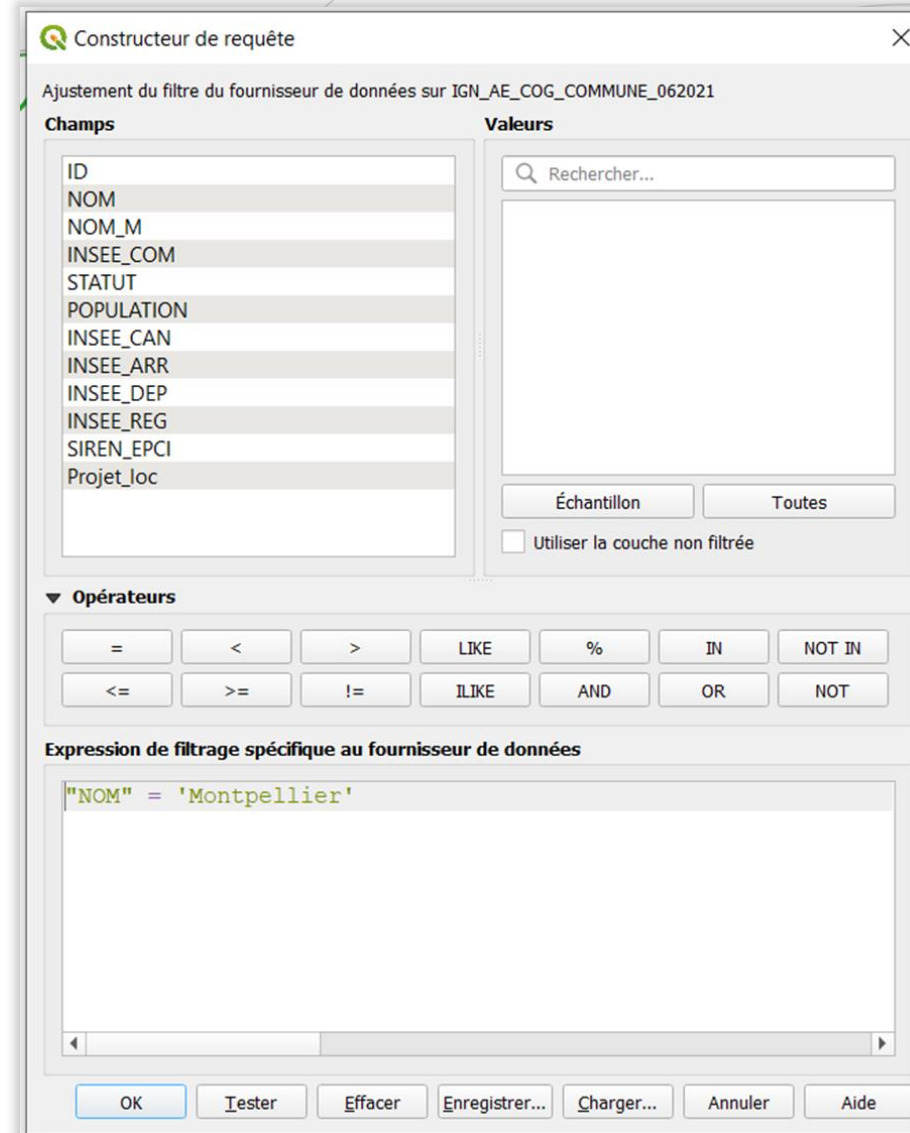 Constructeur de requête
Ajustement du filtre du fournisseur de données sur IGN_AE_COG_COMMUNE_062021
Champs
Valeurs
ID
NOM
NOM_M
INSEE_COM
STATUT
POPULATION
INSEE_CAN
INSEE_ARR
INSEE_DEP
INSEE_REG
SIREN_EPCI
Projet_loc
Rechercher...
Échantillon
Toutes
Utiliser la couche non filtrée
Opérateurs
= < > LIKE % IN NOT IN
<= >= != ILIKE AND OR NOT
Expression de filtrage spécifique au fournisseur de données
"NOM" = 'Montpellier'
OK Tester Effacer Enregistrer... Charger... Annuler Aide